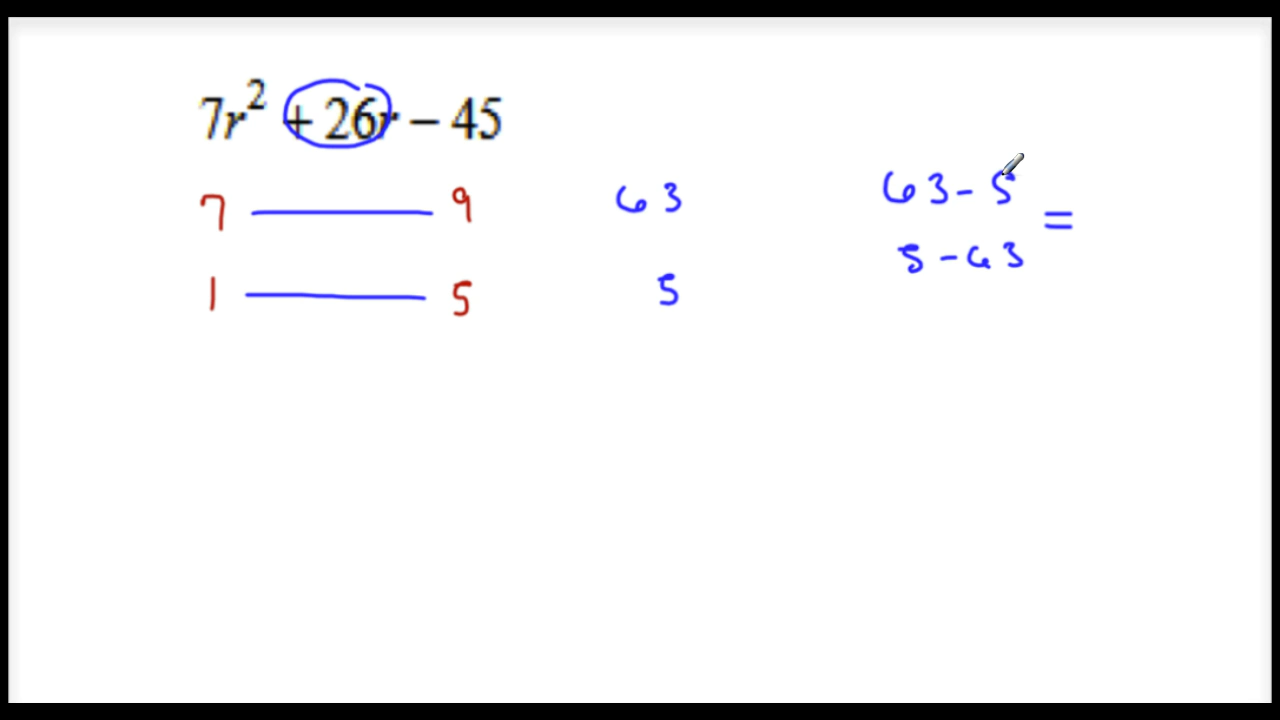 7r² + 26r − 45
7 9 63 63 - 5
=
5 - 63
1 5 5